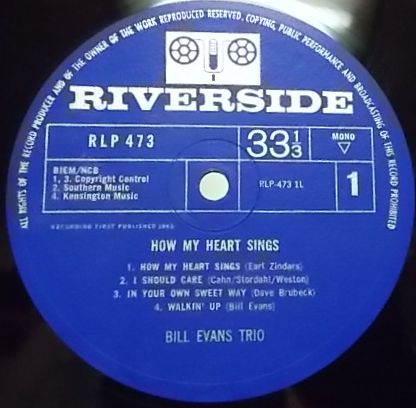 ALL RIGHTS OF THE RECORD PRODUCER AND OF THE OWNER OF THE WORK REPRODUCED RESERVED. COPYING, PUBLIC PERFORMANCE AND BROADCASTING OF THIS RECORD PROHIBITED
RIVERSIDE
RLP 473
33⅓
MONO
▽
BIEM/NCB
1, 3. Copyright Control
2. Southern Music
4. Kensington Music
RLP-473 1L
1
RECORDING FIRST PUBLISHED
HOW MY HEART SINGS
1. HOW MY HEART SINGS (Earl Zindars)
2. I SHOULD CARE (Cahn/Stordahl/Weston)
3. IN YOUR OWN SWEET WAY (Dave Brubeck)
4. WALKIN' UP (Bill Evans)
BILL EVANS TRIO